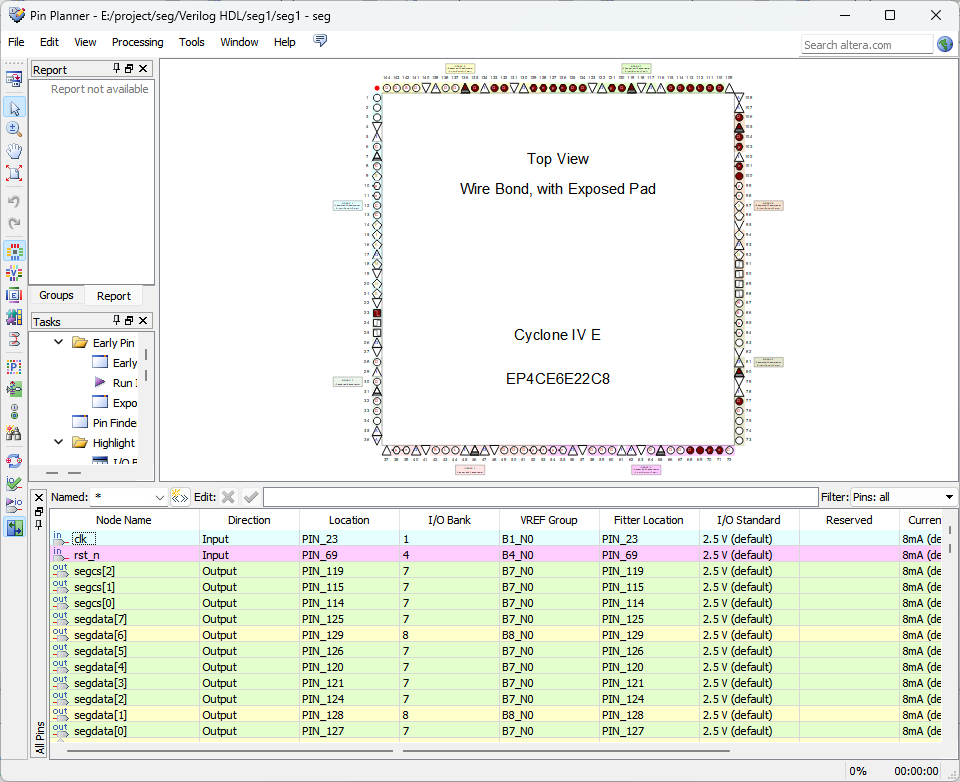 Pin Planner - E:/project/seg/Verilog HDL/seg1/seg1 - seg
File Edit View Processing Tools Window Help
Search altera.com
Report
Report not available
Groups Report
Tasks
Early Pin
Early
Run
Expo
Pin Finde
Highlight
I/O B
Top View
Wire Bond, with Exposed Pad
Cyclone IV E
EP4CE6E22C8
Named: * Edit: Filter: Pins: all
Node Name Direction Location I/O Bank VREF Group Fitter Location I/O Standard Reserved Curren
in clk Input PIN_23 1 B1_N0 PIN_23 2.5 V (default) 8mA (de
in rst_n Input PIN_69 4 B4_N0 PIN_69 2.5 V (default) 8mA (de
out segcs[2] Output PIN_119 7 B7_N0 PIN_119 2.5 V (default) 8mA (de
out segcs[1] Output PIN_115 7 B7_N0 PIN_115 2.5 V (default) 8mA (de
out segcs[0] Output PIN_114 7 B7_N0 PIN_114 2.5 V (default) 8mA (de
out segdata[7] Output PIN_125 7 B7_N0 PIN_125 2.5 V (default) 8mA (de
out segdata[6] Output PIN_129 8 B8_N0 PIN_129 2.5 V (default) 8mA (de
out segdata[5] Output PIN_126 7 B7_N0 PIN_126 2.5 V (default) 8mA (de
out segdata[4] Output PIN_120 7 B7_N0 PIN_120 2.5 V (default) 8mA (de
out segdata[3] Output PIN_121 7 B7_N0 PIN_121 2.5 V (default) 8mA (de
out segdata[2] Output PIN_124 7 B7_N0 PIN_124 2.5 V (default) 8mA (de
out segdata[1] Output PIN_128 8 B8_N0 PIN_128 2.5 V (default) 8mA (de
out segdata[0] Output PIN_127 7 B7_N0 PIN_127 2.5 V (default) 8mA (de
All Pins
0% 00:00:00